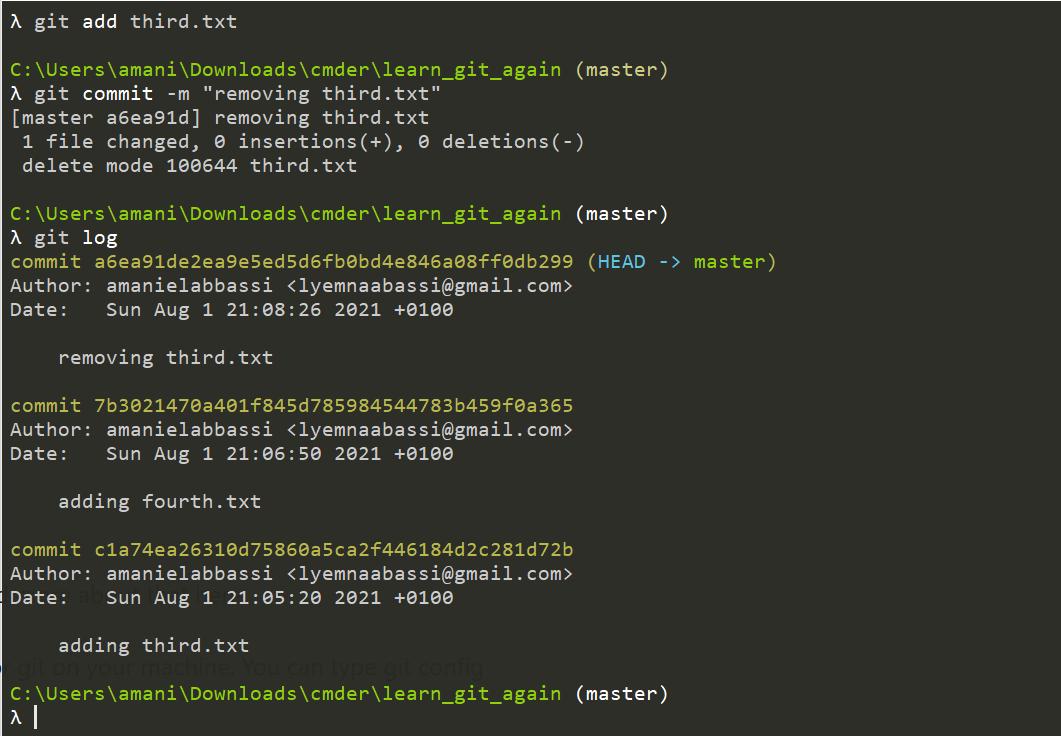 λ git add third.txt
C:\Users\amani\Downloads\cmder\learn_git_again (master)
λ git commit -m "removing third.txt"
[master a6ea91d] removing third.txt
 1 file changed, 0 insertions(+), 0 deletions(-)
 delete mode 100644 third.txt
C:\Users\amani\Downloads\cmder\learn_git_again (master)
λ git log
commit a6ea91de2ea9e5ed5d6fb0bd4e846a08ff0db299 (HEAD -> master)
Author: amanielabbassi <lyemnaabassi@gmail.com>
Date:   Sun Aug 1 21:08:26 2021 +0100
    removing third.txt
commit 7b3021470a401f845d785984544783b459f0a365
Author: amanielabbassi <lyemnaabassi@gmail.com>
Date:   Sun Aug 1 21:06:50 2021 +0100
    adding fourth.txt
commit c1a74ea26310d75860a5ca2f446184d2c281d72b
Author: amanielabbassi <lyemnaabassi@gmail.com>
Date:   Sun Aug 1 21:05:20 2021 +0100
    adding third.txt
git on your machine. You can type git config
C:\Users\amani\Downloads\cmder\learn_git_again (master)
λ